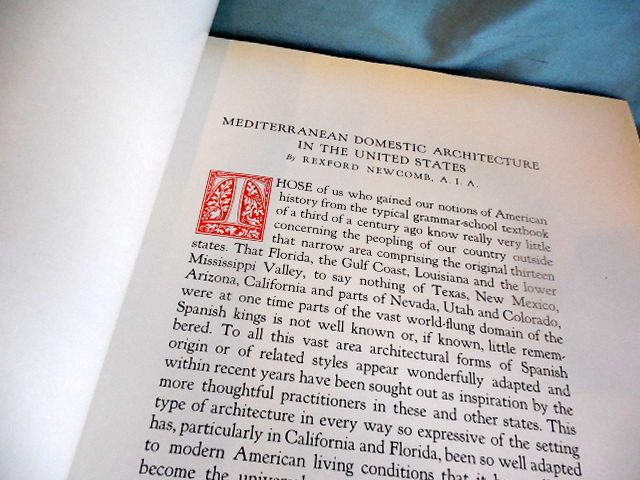 MEDITERRANEAN DOMESTIC ARCHITECTURE
IN THE UNITED STATES
By REXFORD NEWCOMB, A. I. A.
THOSE of us who gained our notions of American
history from the typical grammar-school textbook
of a third of a century ago know really very little
concerning the peopling of our country outside
that narrow area comprising the original thirteen
states. That Florida, the Gulf Coast, Louisiana and the lower
Mississippi Valley, to say nothing of Texas, New Mexico,
Arizona, California and parts of Nevada, Utah and Colorado,
were at one time parts of the vast world-flung domain of the
Spanish kings is not well known or, if known, little remem-
bered. To all this vast area architectural forms of Spanish
origin or of related styles appear wonderfully adapted and
within recent years have been sought out as inspiration by the
more thoughtful practitioners in these and other states. This
type of architecture in every way so expressive of the setting
has, particularly in California and Florida, been so well adapted
to modern American living conditions that it
become the